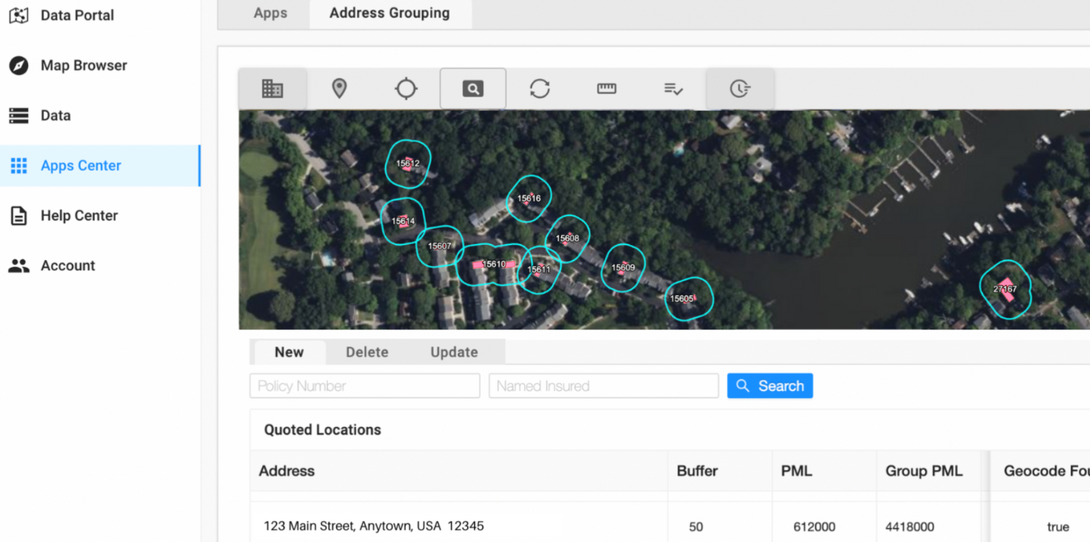 Data Portal
Apps
Address Grouping
Map Browser
Data
Apps Center
Help Center
Account
15612
15616
15614
15608
15607
15610
15611
15609
15605
27167
New
Delete
Update
Policy Number
Named Insured
Search
Quoted Locations
Address
Buffer
PML
Group PML
Geocode Fou
123 Main Street, Anytown, USA 12345
50
612000
4418000
true